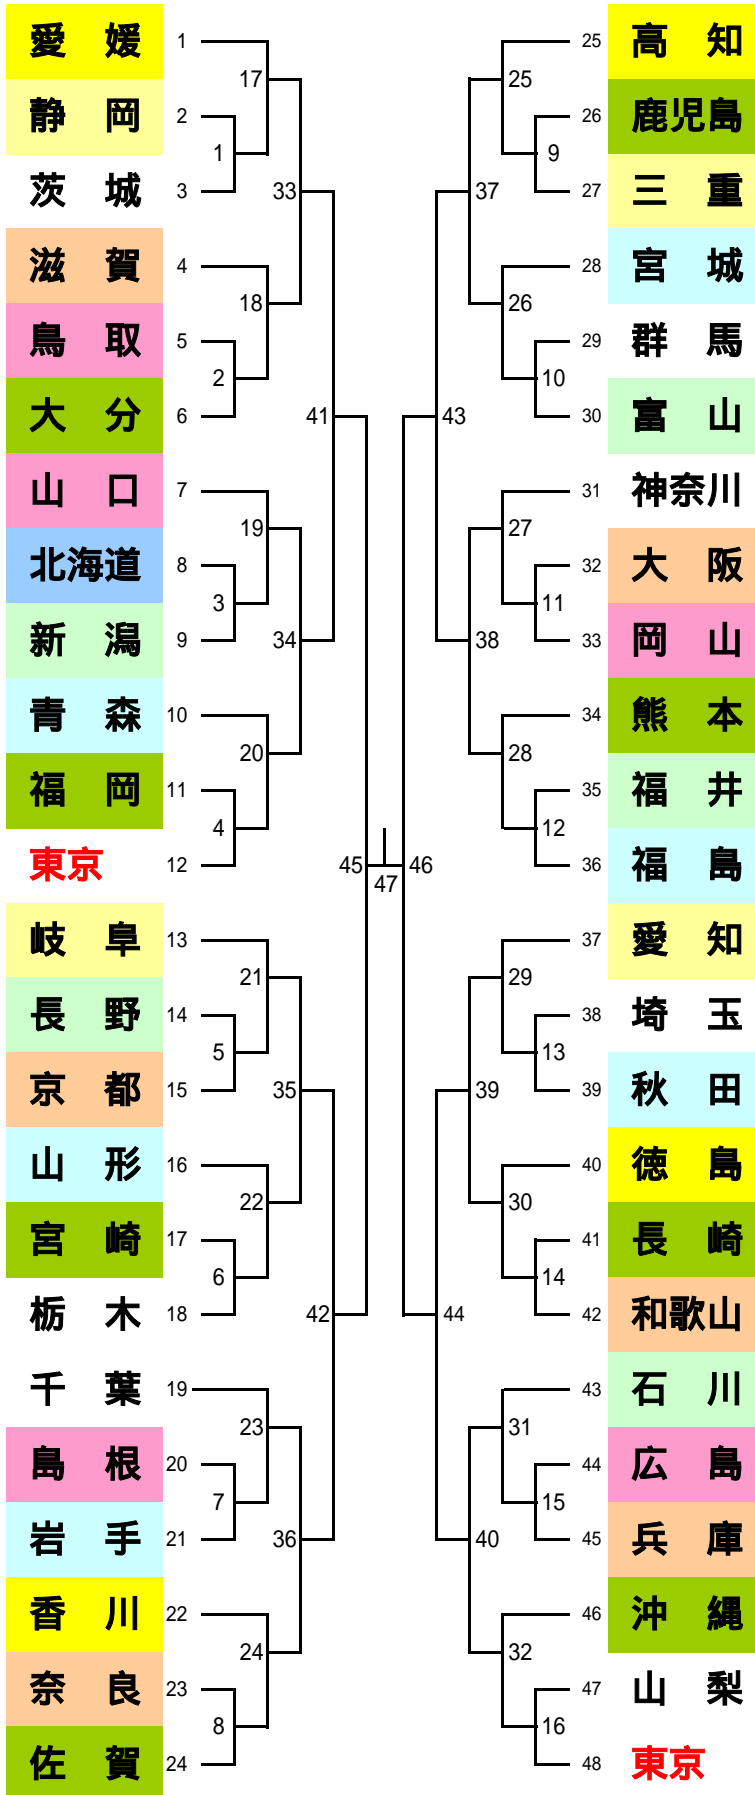 愛媛 1 25 高知
17 25
静岡 2 26 鹿児島
1 9
茨城 3 33 37 27 三重
滋賀 4 28 宮城
18 26
鳥取 5 29 群馬
2 10
大分 6 41 43 30 富山
山口 7 31 神奈川
19 27
北海道 8 32 大阪
3 11
新潟 9 34 38 33 岡山
青森 10 34 熊本
20 28
福岡 11 35 福井
4 12
東京 12 45 46 36 福島
47
岐阜 13 37 愛知
21 29
長野 14 38 埼玉
5 13
京都 15 35 39 39 秋田
山形 16 40 徳島
22 30
宮崎 17 41 長崎
6 14
栃木 18 42 44 42 和歌山
千葉 19 43 石川
23 31
島根 20 44 広島
7 15
岩手 21 36 40 45 兵庫
香川 22 46 沖縄
24 32
奈良 23 47 山梨
8 16
佐賀 24 48 東京